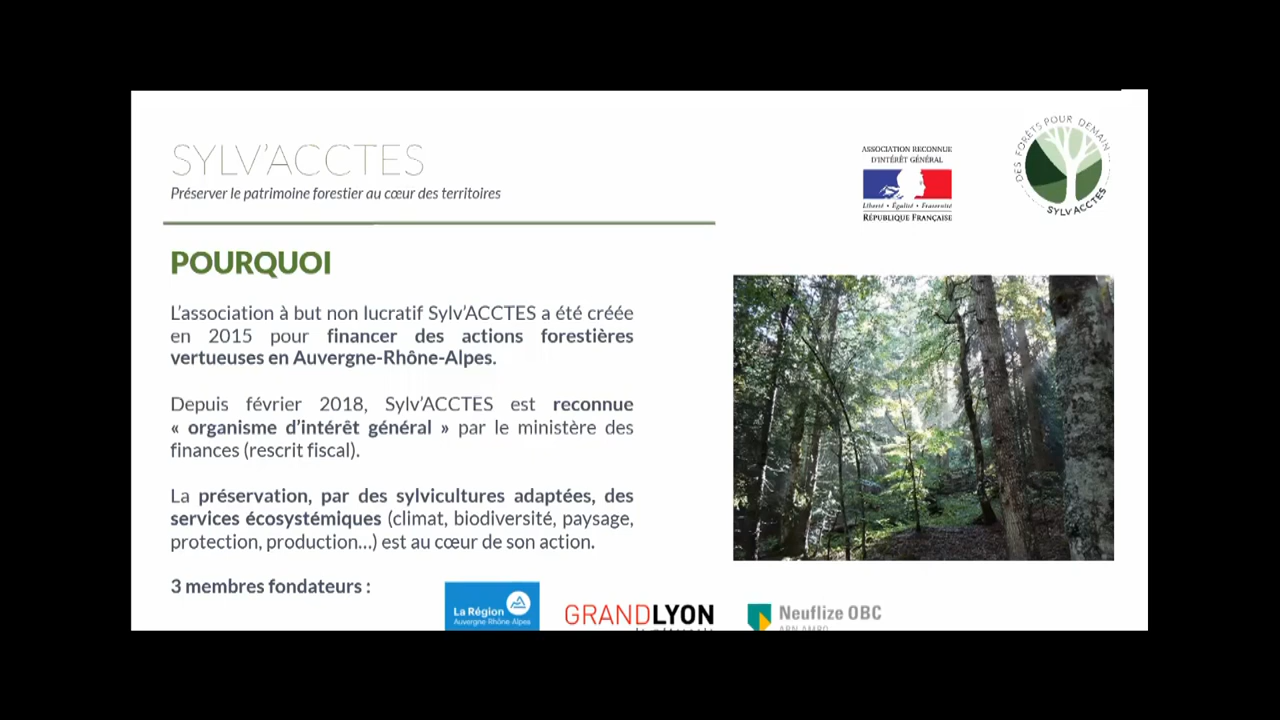 SYLV'ACCTES
Préserver le patrimoine forestier au cœur des territoires
ASSOCIATION RECONNUE
D'INTÉRÊT GÉNÉRAL
Liberté • Égalité • Fraternité
RÉPUBLIQUE FRANÇAISE
DES FORÊTS POUR DEMAIN
SYLV'ACCTES
POURQUOI
L'association à but non lucratif Sylv'ACCTES a été créée
en 2015 pour financer des actions forestières
vertueuses en Auvergne-Rhône-Alpes.
Depuis février 2018, Sylv'ACCTES est reconnue
« organisme d'intérêt général » par le ministère des
finances (rescrit fiscal).
La préservation, par des sylvicultures adaptées, des
services écosystémiques (climat, biodiversité, paysage,
protection, production...) est au cœur de son action.
3 membres fondateurs :
La Région
Auvergne-Rhône-Alpes
GRANDLYON
Neuflize OBC
ABN AMRO